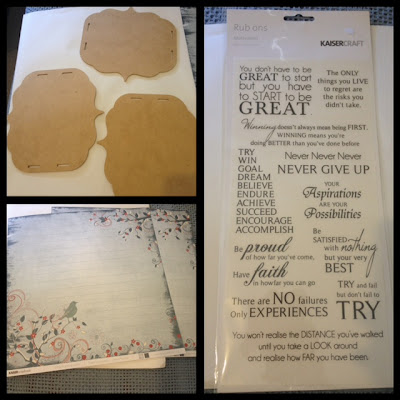 Rub ons
KAISERCRAFT
You don't have to be
GREAT to start
but you have
to START to be
GREAT.
The ONLY
things you LIVE
to regret are
the risks you
didn't take.
Winning doesn't always mean being FIRST.
WINNING means you're
doing BETTER than you've done before
TRY
WIN
GOAL
DREAM
BELIEVE
ENDURE
ACHIEVE
SUCCEED
ENCOURAGE
ACCOMPLISH
Never Never Never
NEVER GIVE UP
YOUR
Aspirations
ARE YOUR
Possibilities
Be proud
of how far you've come,
Have faith
in how far you can go
Be
SATISFIED
with nothing
but your very
BEST
There are NO failures
Only EXPERIENCES
TRY and fail
but don't fail to
TRY
You won't realise the DISTANCE you've walked
until you take a LOOK around
and realise how FAR you have been.